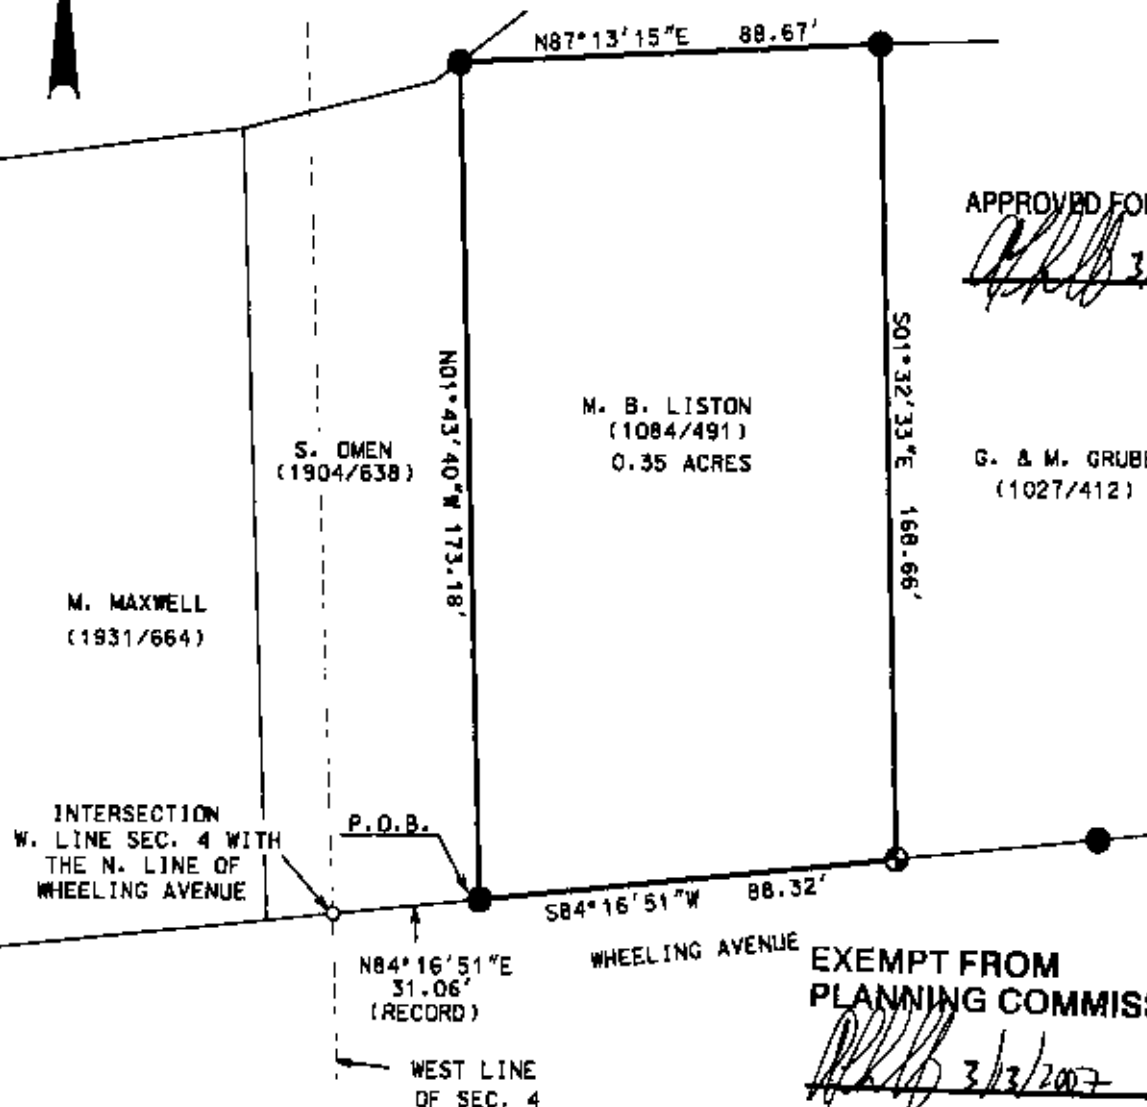 N87°13'15"E 88.67'
APPROVED FO
3
N01°43'40"W 173.18'
M. B. LISTON
(1084/491)
0.35 ACRES
S01°32'33"E 168.66'
S. OMEN
(1904/638)
G. & M. GRUB
(1027/412)
M. MAXWELL
(1931/664)
INTERSECTION
W. LINE SEC. 4 WITH
THE N. LINE OF
WHEELING AVENUE
P.O.B.
S84°16'51"W 88.32'
WHEELING AVENUE
N84°16'51"E
31.06'
(RECORD)
EXEMPT FROM
PLANNING COMMIS
3/13/2007
WEST LINE
OF SEC. 4